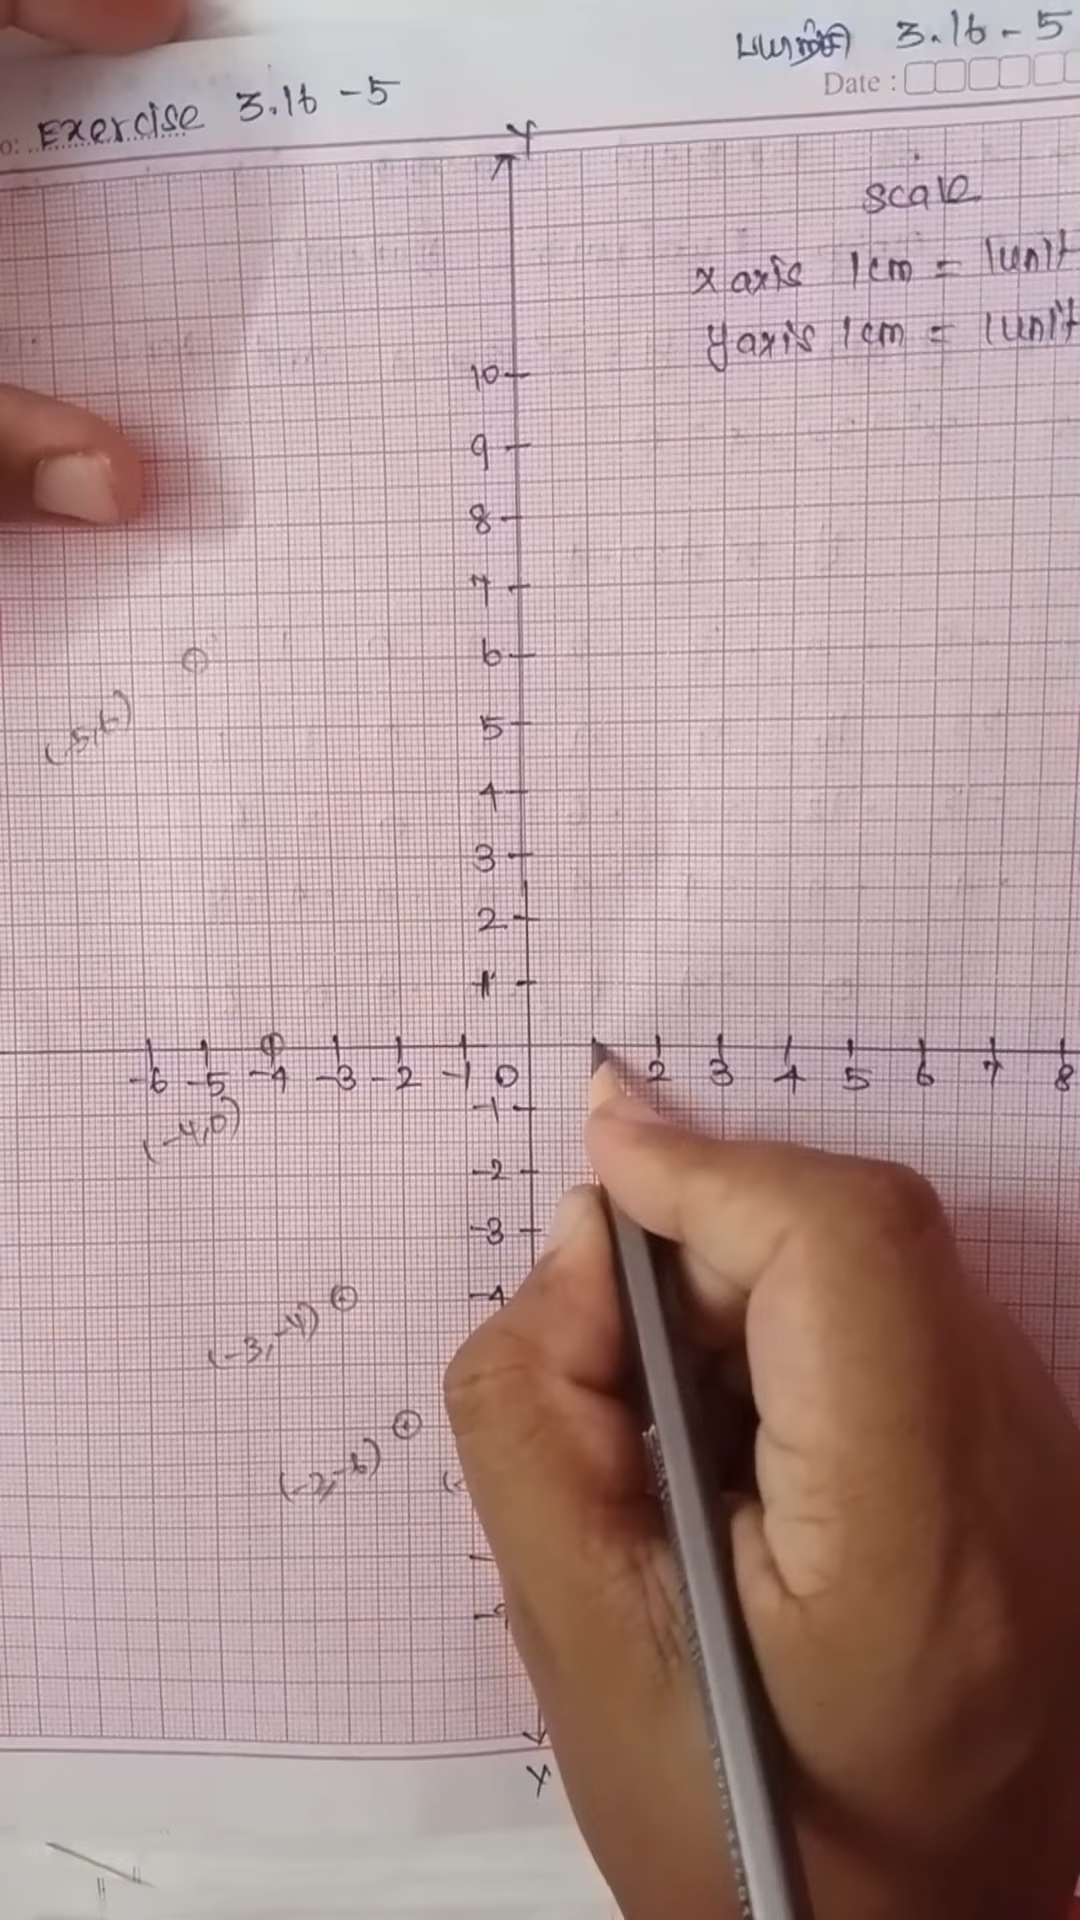 பயிற்சி 3.16 - 5
Date :
o: Exercise 3.16 - 5
Y
scale
x axis 1cm = 1unit
y axis 1cm = 1unit
10
9
8
7
6
(-5,6)
5
4
3
2
1
-6 -5 -4 -3 -2 -1 0 2 3 4 5 6 7 8
(-4,0)
-1
-2
-3
-4
(-3,-4)
(-2,-6)
Y